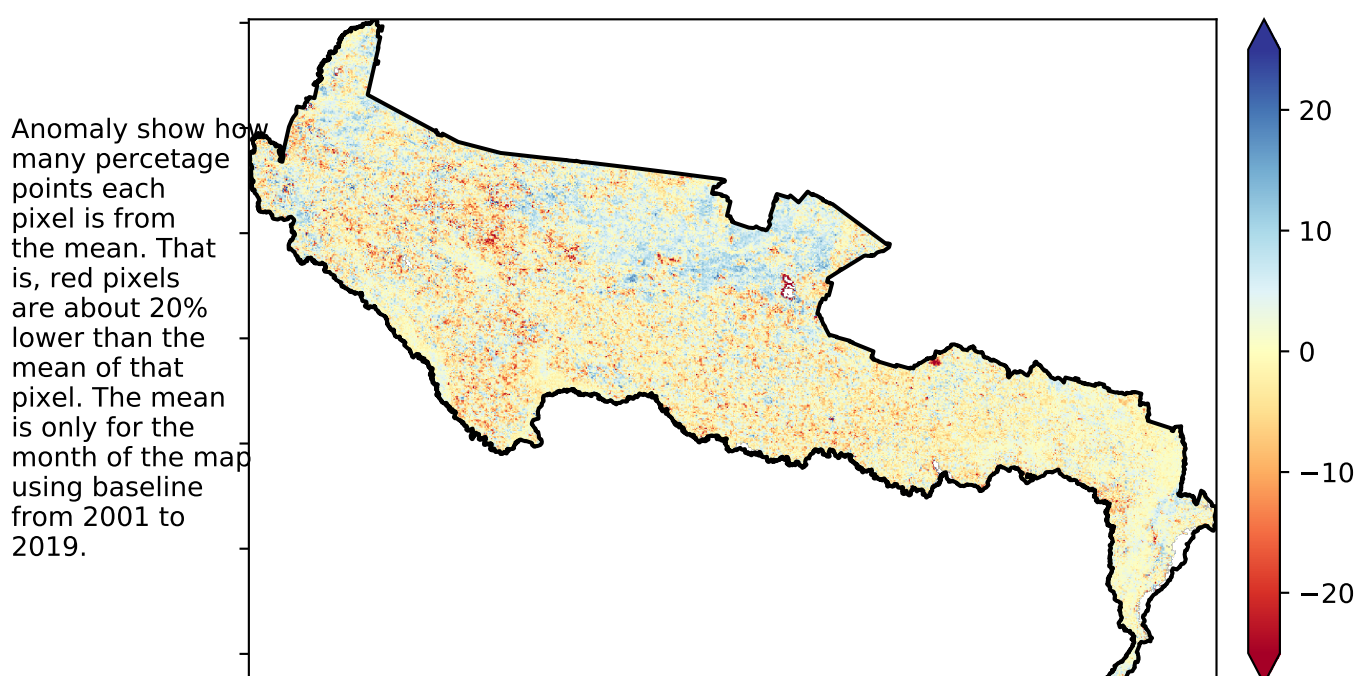 Anomaly show how
many percetage
points each
pixel is from
the mean. That
is, red pixels
are about 20%
lower than the
mean of that
pixel. The mean
is only for the
month of the map
using baseline
from 2001 to
2019.
20
10
0
−10
−20